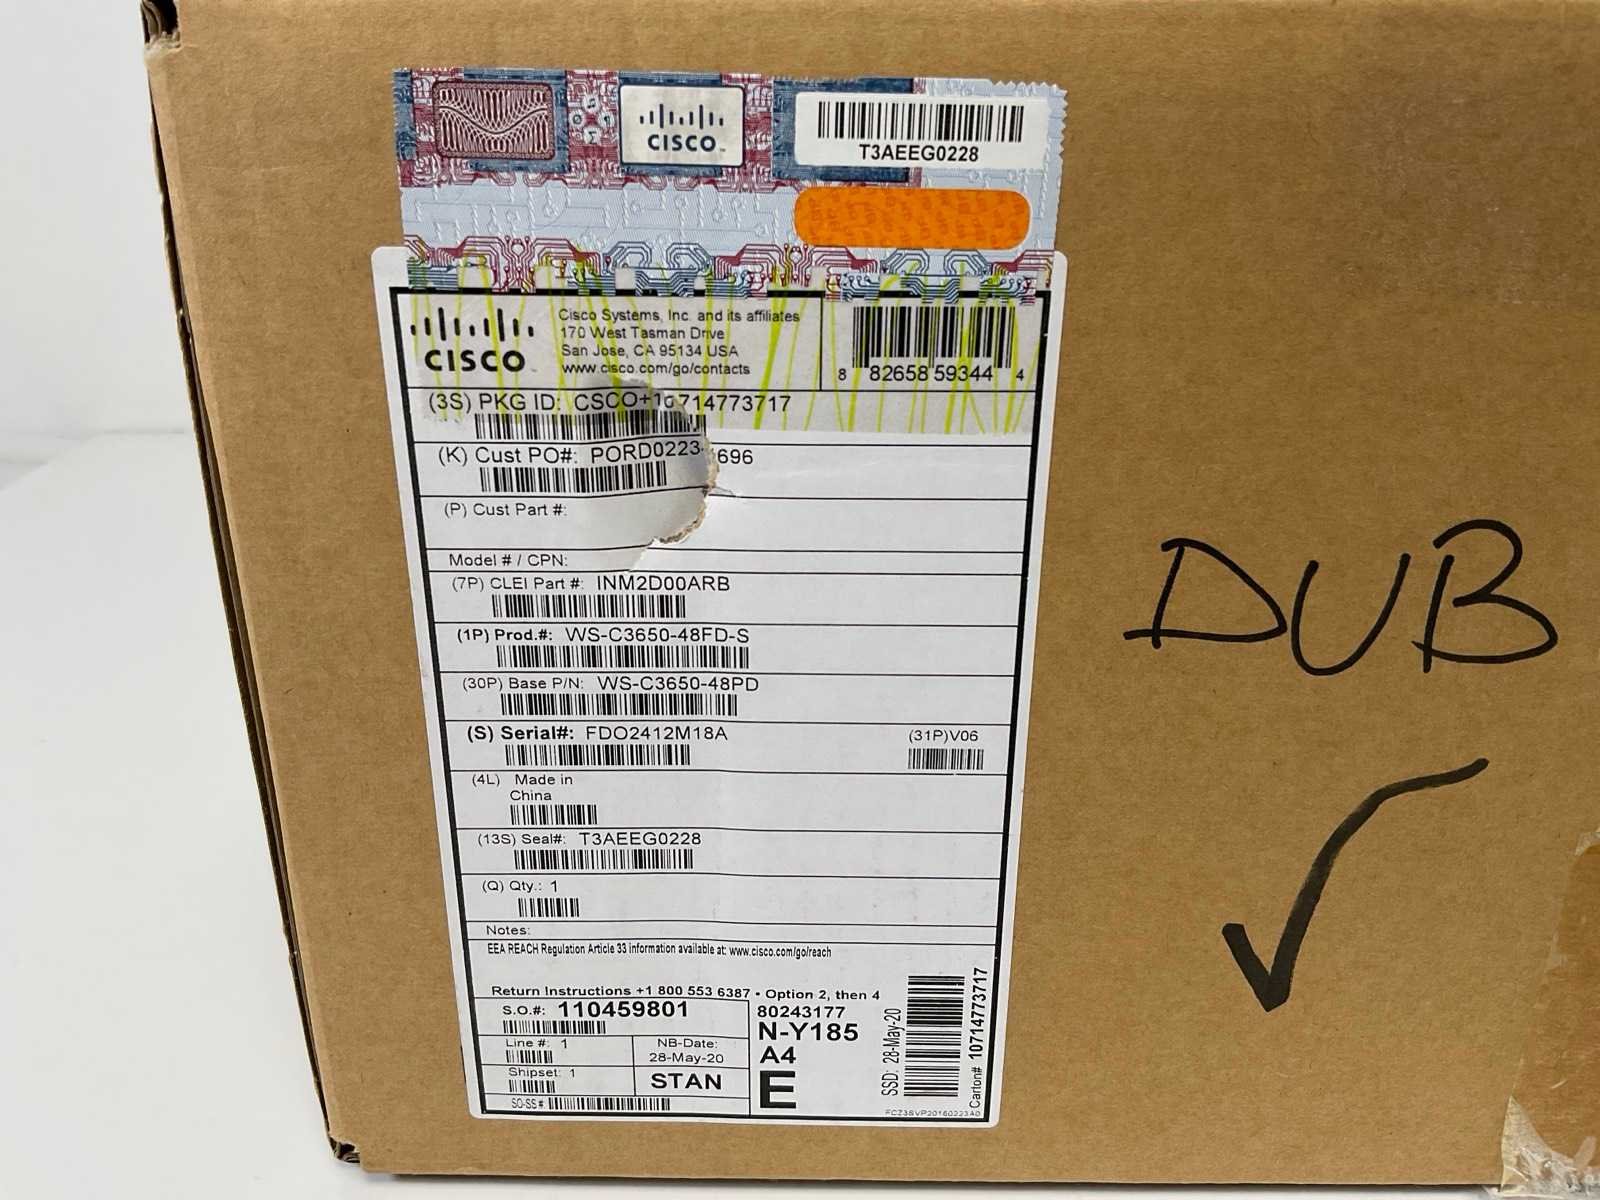 CISCO
T3AEEG0228
CISCO
Cisco Systems, Inc. and its affiliates
170 West Tasman Drive
San Jose, CA 95134 USA
www.cisco.com/go/contacts
8 82658 59344 4
(3S) PKG ID: CSCO+10714773717
(K) Cust PO#: PORD0223 696
(P) Cust Part #:
Model # / CPN:
(7P) CLEI Part #: INM2D00ARB
(1P) Prod.#: WS-C3650-48FD-S
(30P) Base P/N: WS-C3650-48PD
(S) Serial#: FDO2412M18A
(31P)V06
(4L) Made in
China
(13S) Seal#: T3AEEG0228
(Q) Qty.: 1
Notes:
EEA REACH Regulation Article 33 information available at: www.cisco.com/go/reach
Return Instructions +1 800 553 6387 • Option 2, then 4
S.O.#: 110459801
Line #: 1
NB-Date:
28-May-20
Shipset: 1
STAN
SO-SS #
80243177
N-Y185
A4
E
SSD: 28-May-20
Carton# 10714773717
FCZ3SVP20160223A0
DUB